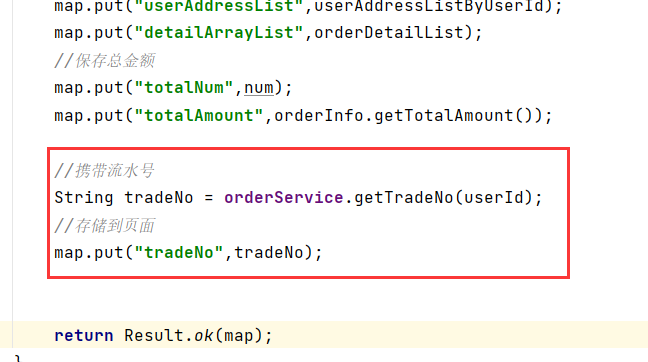 map.put("userAddressList",userAddressListByUserId);
map.put("detailArrayList",orderDetailList);
//保存总金额
map.put("totalNum",num);
map.put("totalAmount",orderInfo.getTotalAmount());
//携带流水号
String tradeNo = orderService.getTradeNo(userId);
//存储到页面
map.put("tradeNo",tradeNo);
return Result.ok(map);
}